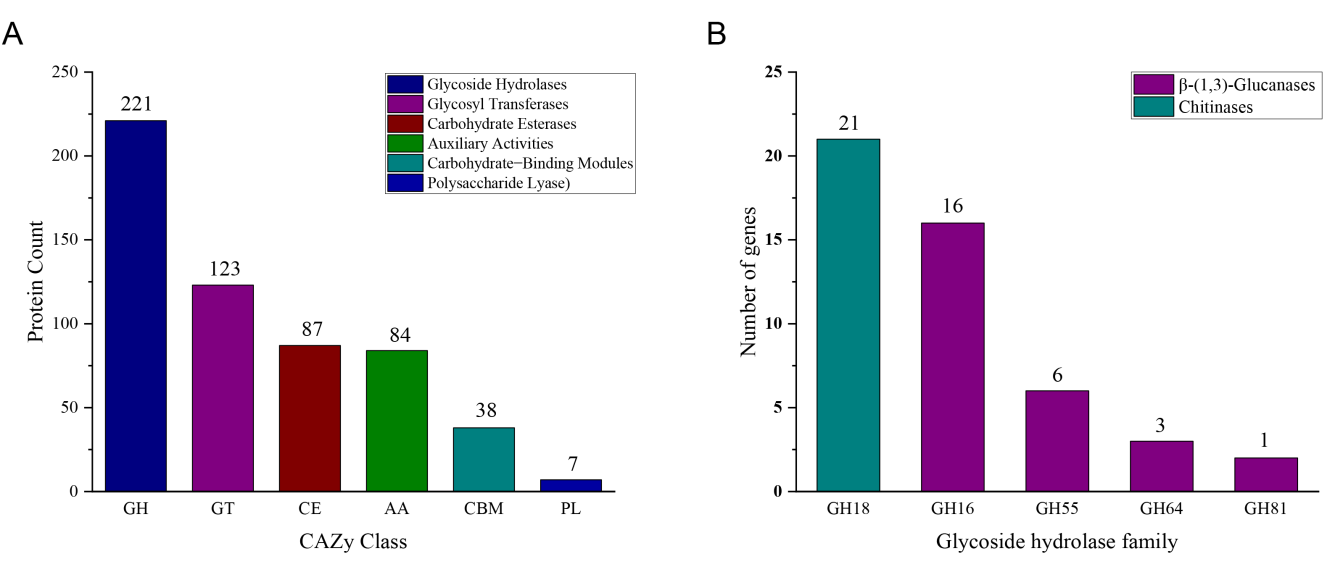 A
250
200
150
100
50
0
Protein Count
221
123
87
84
38
7
Glycoside Hydrolases
Glycosyl Transferases
Carbohydrate Esterases
Auxiliary Activities
Carbohydrate−Binding Modules
Polysaccharide Lyase)
GH GT CE AA CBM PL
CAZy Class
B
25
20
15
10
5
0
Number of genes
21
16
6
3
1
β-(1,3)-Glucanases
Chitinases
GH18 GH16 GH55 GH64 GH81
Glycoside hydrolase family